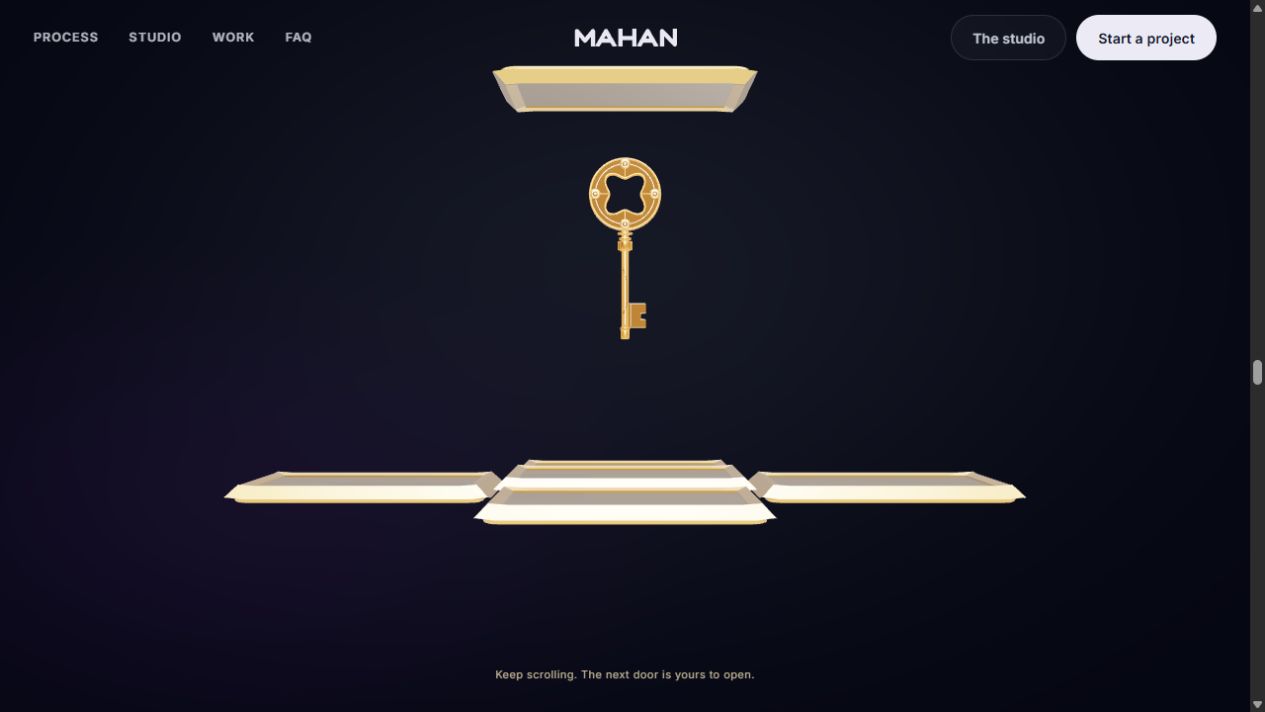 PROCESS
STUDIO
WORK
FAQ
MAHAN
The studio
Start a project
Keep scrolling. The next door is yours to open.